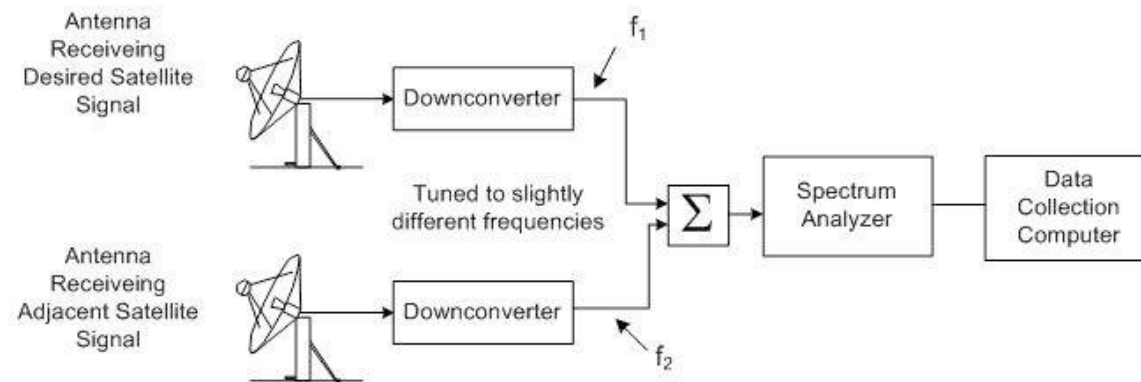 Antenna
Receiveing
Desired Satellite
Signal
Downconverter
f1
Tuned to slightly
different frequencies
Σ
Spectrum
Analyzer
Data
Collection
Computer
Antenna
Receiveing
Adjacent Satellite
Signal
Downconverter
f2